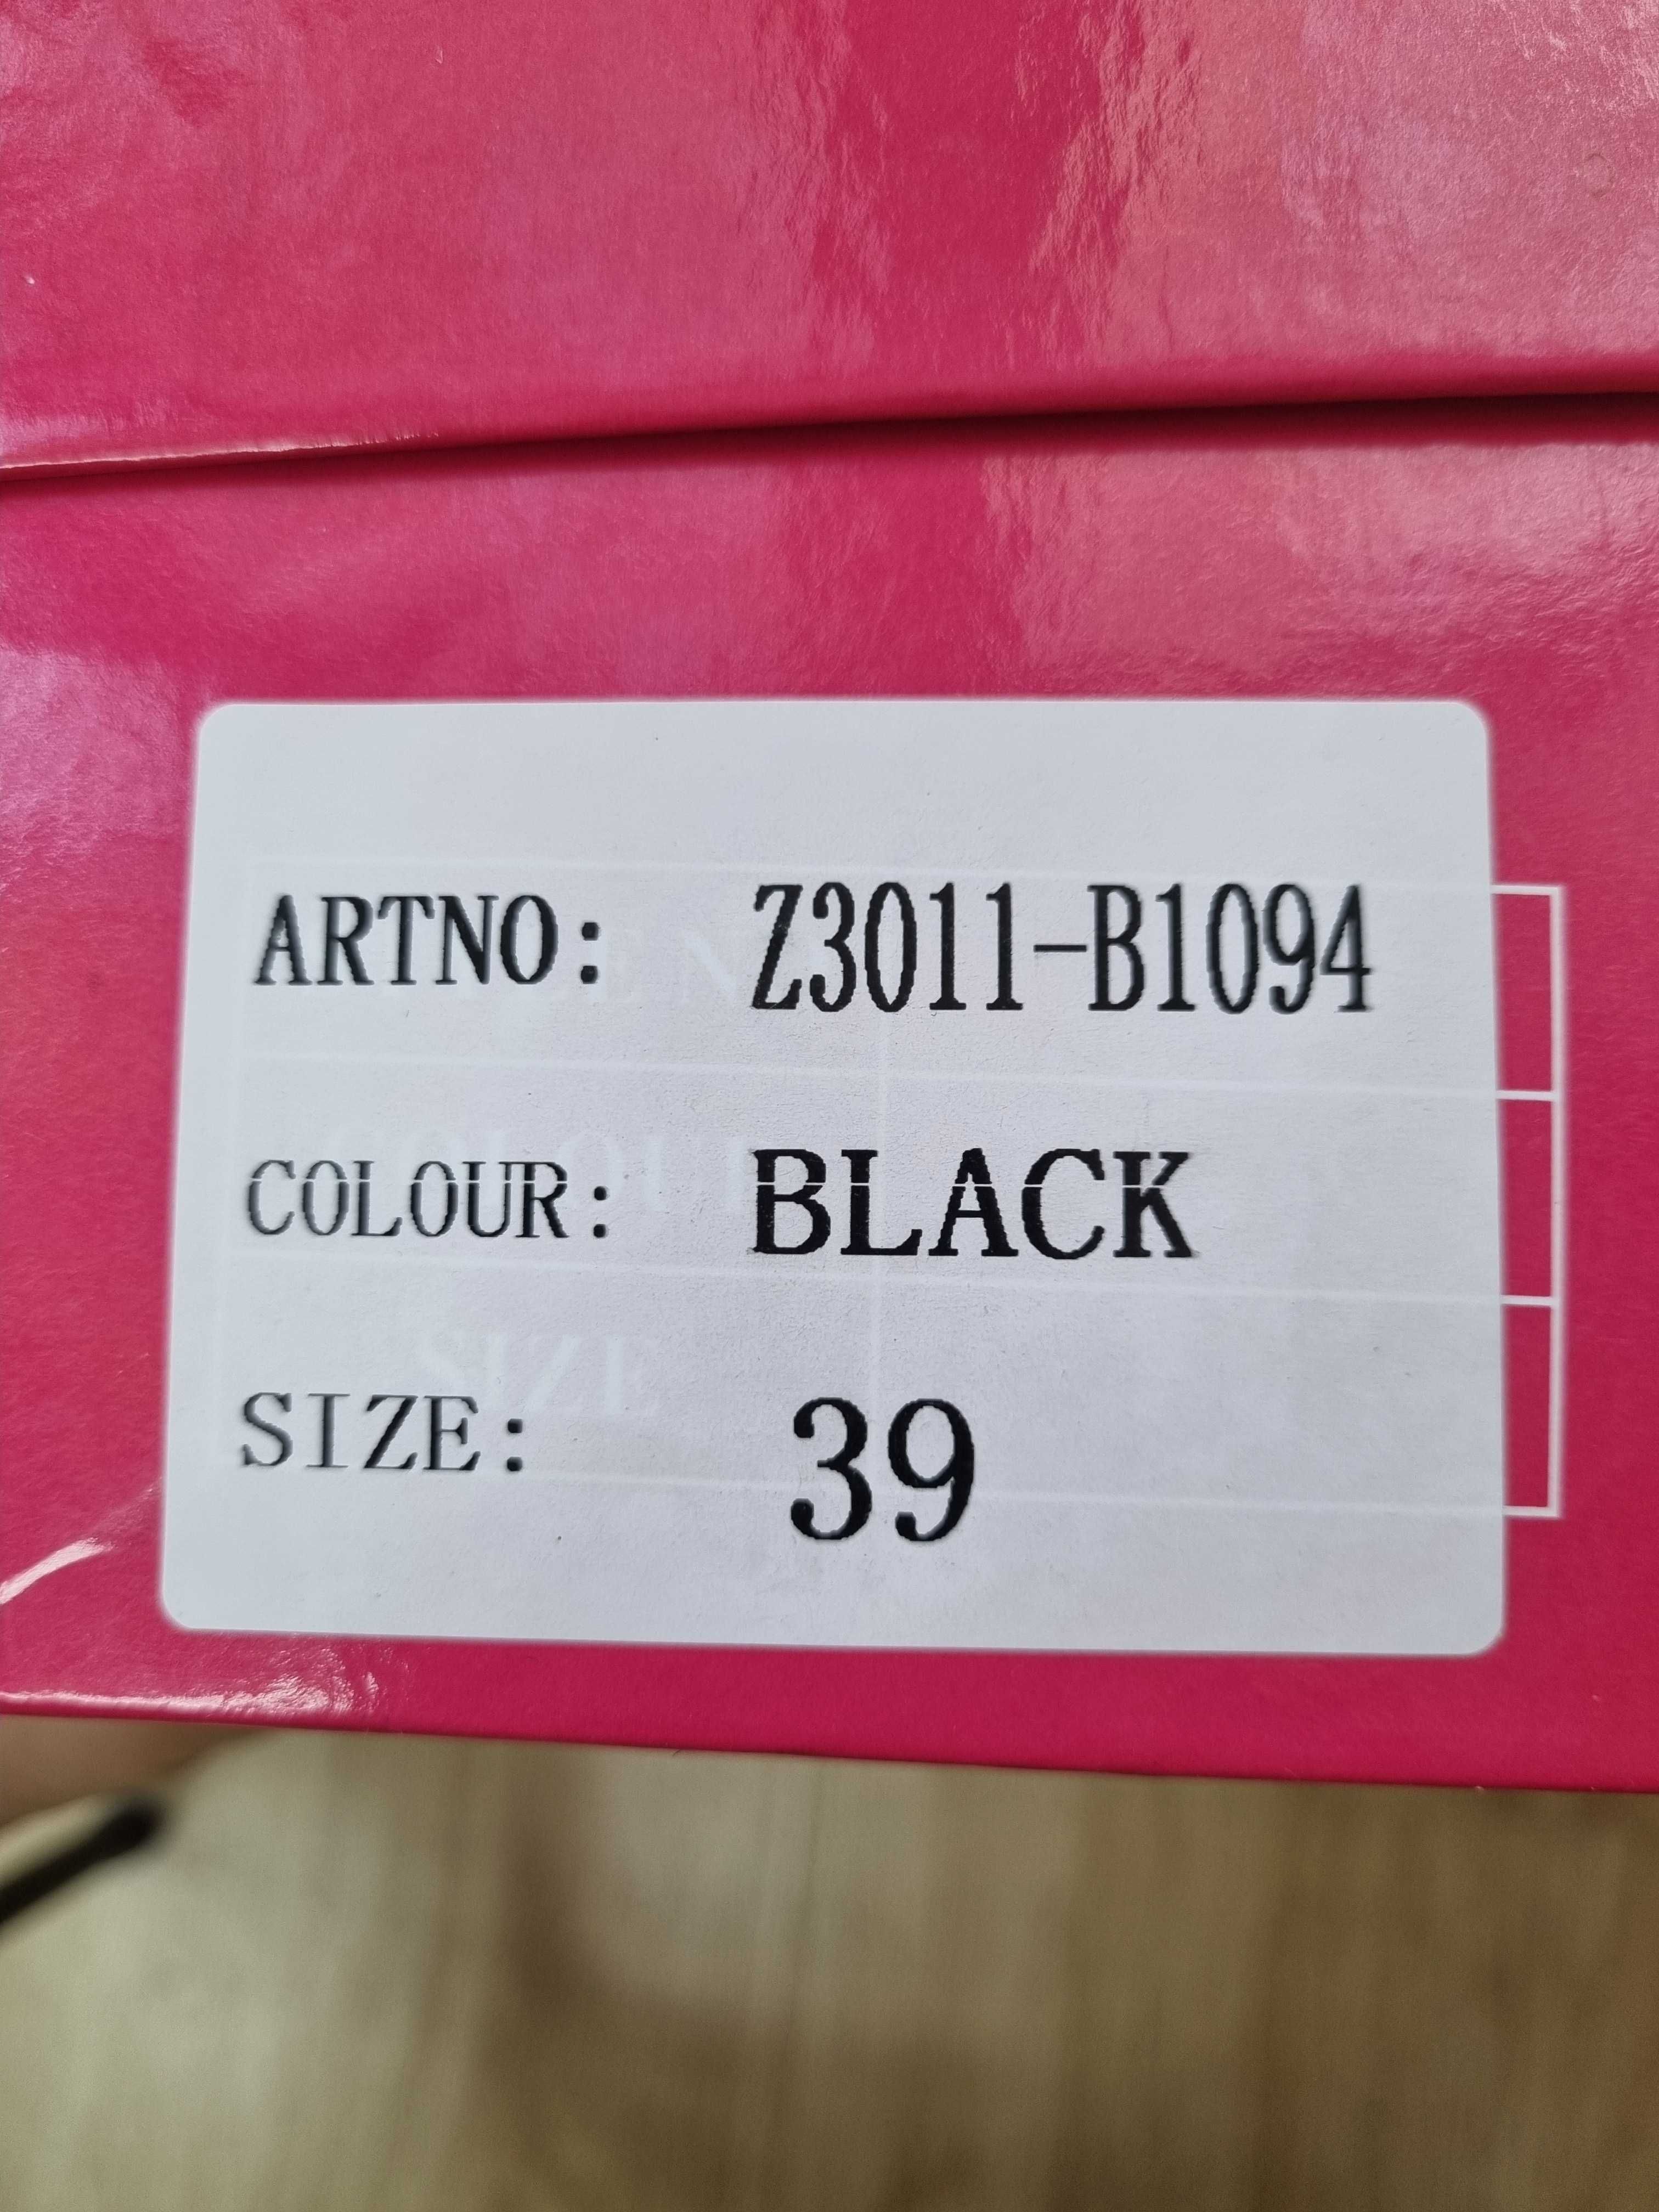 ARTNO: Z3011-B1094
COLOUR: BLACK
SIZE: 39